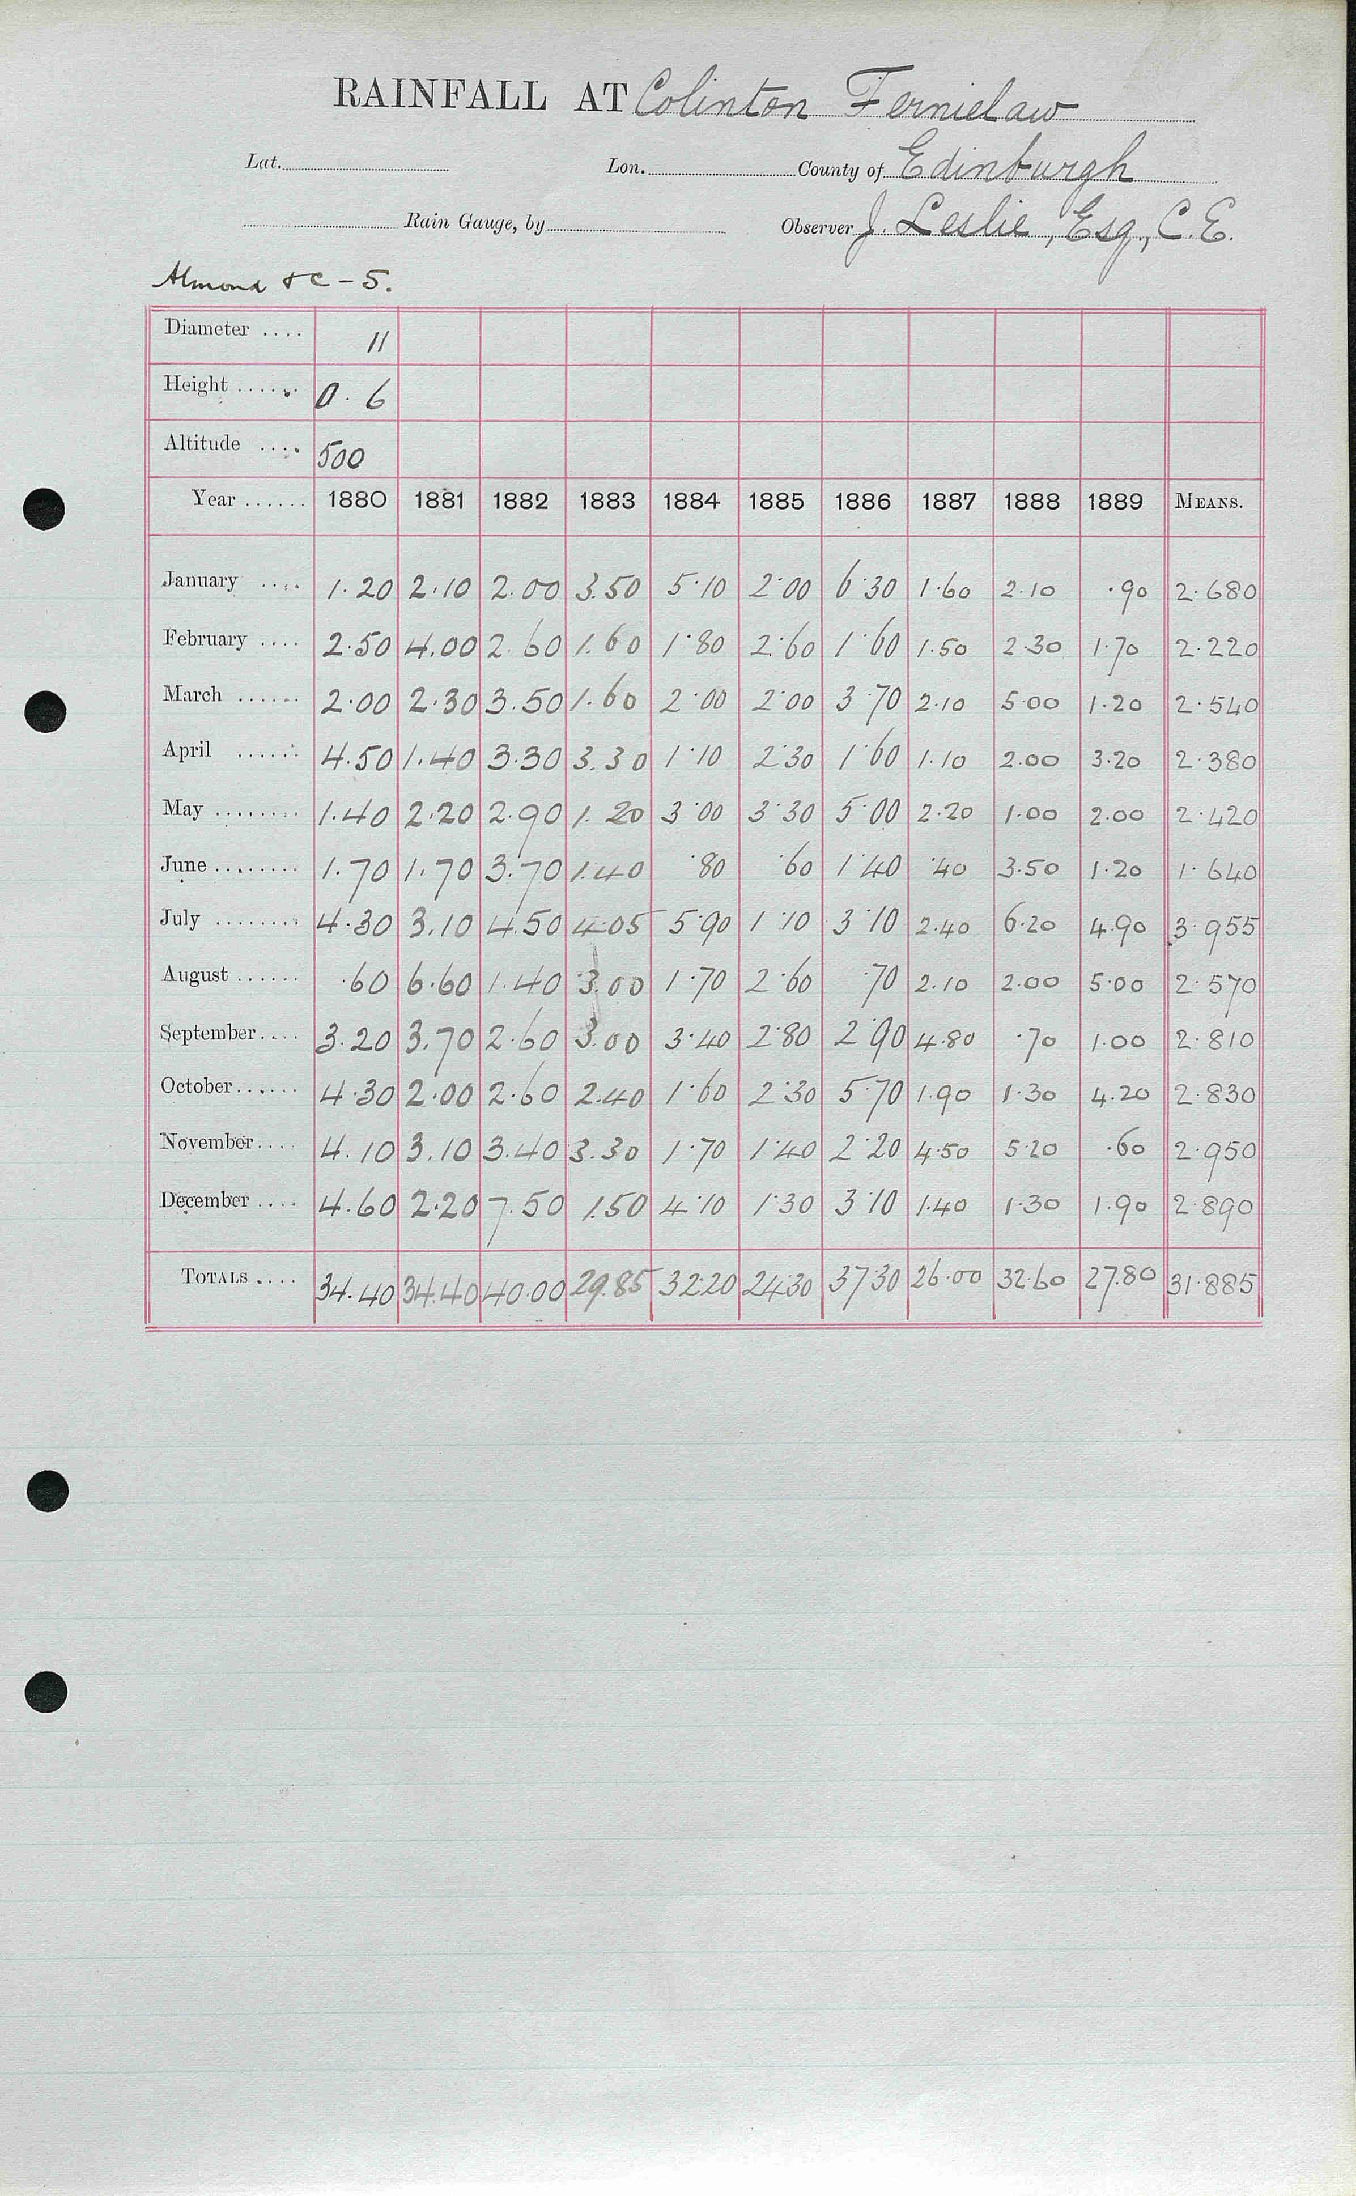 RAINFALL AT Colinton Fernielaw
Lat. Lon. County of Edinburgh
Rain Gauge, by Observer J. Leslie, Esq., C.E.
Almond & C - 5.
Diameter .... 11
Height ...... 0. 6
Altitude .... 500
Year ...... 1880 1881 1882 1883 1884 1885 1886 1887 1888 1889 MEANS.
January .... 1.20 2.10 2.00 3.50 5.10 2.00 6.30 1.60 2.10 .90 2.680
February .... 2.50 4.00 2.60 1.60 1.80 2.60 1.60 1.50 2.30 1.70 2.220
March ...... 2.00 2.30 3.50 1.60 2.00 2.00 3.70 2.10 5.00 1.20 2.540
April ...... 4.50 1.40 3.30 3.30 1.10 2.30 1.60 1.10 2.00 3.20 2.380
May ........ 1.40 2.20 2.90 1.20 3.00 3.30 5.00 2.20 1.00 2.00 2.420
June ........ 1.70 1.70 3.70 1.40 .80 .60 1.40 .40 3.50 1.20 1.640
July ........ 4.30 3.10 4.50 4.05 5.90 1.10 3.10 2.40 6.20 4.90 3.955
August ...... .60 6.60 1.40 3.00 1.70 2.60 .70 2.10 2.00 5.00 2.570
September.... 3.20 3.70 2.60 3.00 3.40 2.80 2.90 4.80 .70 1.00 2.810
October...... 4.30 2.00 2.60 2.40 1.60 2.30 5.70 1.90 1.30 4.20 2.830
November.... 4.10 3.10 3.40 3.30 1.70 1.40 2.20 4.50 5.20 .60 2.950
December .... 4.60 2.20 7.50 1.50 4.10 1.30 3.10 1.40 1.30 1.90 2.890
TOTALS .... 34.40 34.40 40.00 29.85 32.20 24.30 37.30 26.00 32.60 27.80 31.885